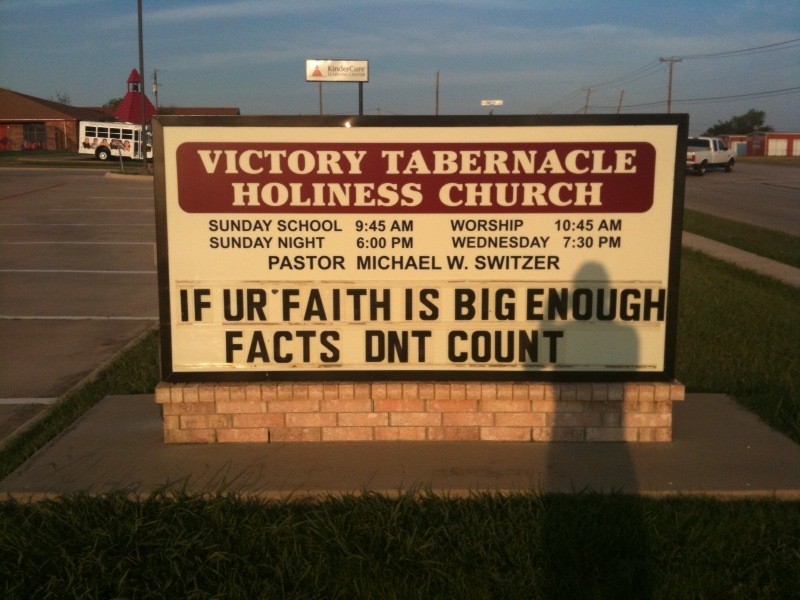 KinderCare
VICTORY TABERNACLE
HOLINESS CHURCH
SUNDAY SCHOOL 9:45 AM WORSHIP 10:45 AM
SUNDAY NIGHT 6:00 PM WEDNESDAY 7:30 PM
PASTOR MICHAEL W. SWITZER
IF UR FAITH IS BIG ENOUGH
FACTS DNT COUNT